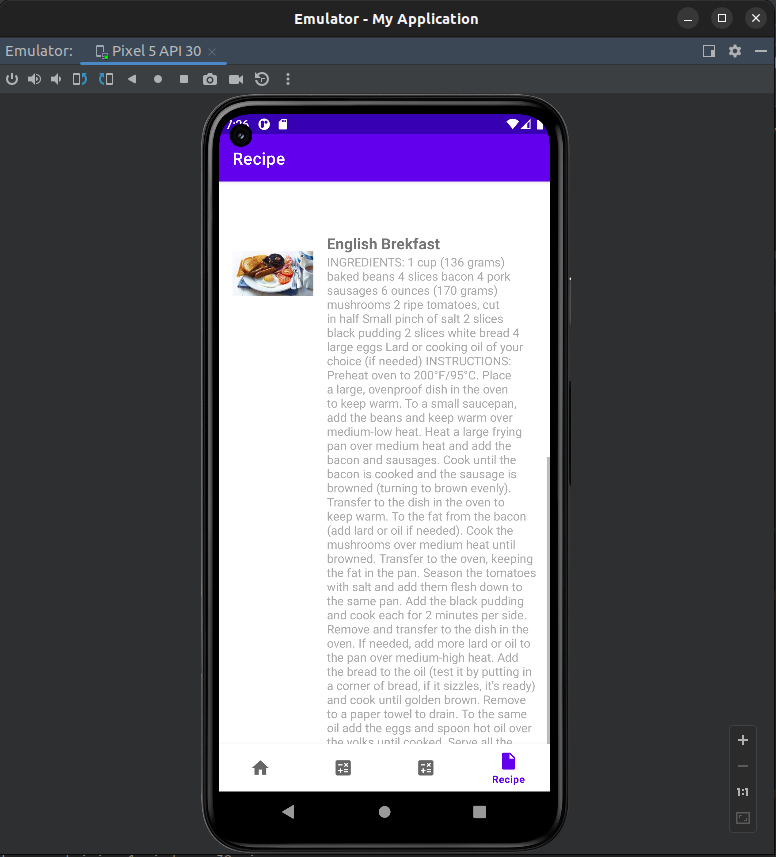 Emulator - My Application
Emulator:
Pixel 5 API 30
Recipe
English Brekfast
INGREDIENTS: 1 cup (136 grams)
baked beans 4 slices bacon 4 pork
sausages 6 ounces (170 grams)
mushrooms 2 ripe tomatoes, cut
in half Small pinch of salt 2 slices
black pudding 2 slices white bread 4
large eggs Lard or cooking oil of your
choice (if needed) INSTRUCTIONS:
Preheat oven to 200°F/95°C. Place
a large, ovenproof dish in the oven
to keep warm. To a small saucepan,
add the beans and keep warm over
medium-low heat. Heat a large frying
pan over medium heat and add the
bacon and sausages. Cook until the
bacon is cooked and the sausage is
browned (turning to brown evenly).
Transfer to the dish in the oven to
keep warm. To the fat from the bacon
(add lard or oil if needed). Cook the
mushrooms over medium heat until
browned. Transfer to the oven, keeping
the fat in the pan. Season the tomatoes
with salt and add them flesh down to
the same pan. Add the black pudding
and cook each for 2 minutes per side.
Remove and transfer to the dish in the
oven. If needed, add more lard or oil to
the pan over medium-high heat. Add
the bread to the oil (test it by putting in
a corner of bread, if it sizzles, it's ready)
and cook until golden brown. Remove
to a paper towel to drain. To the same
oil add the eggs and spoon hot oil over
the yolks until cooked. Serve all the
Recipe
1:1